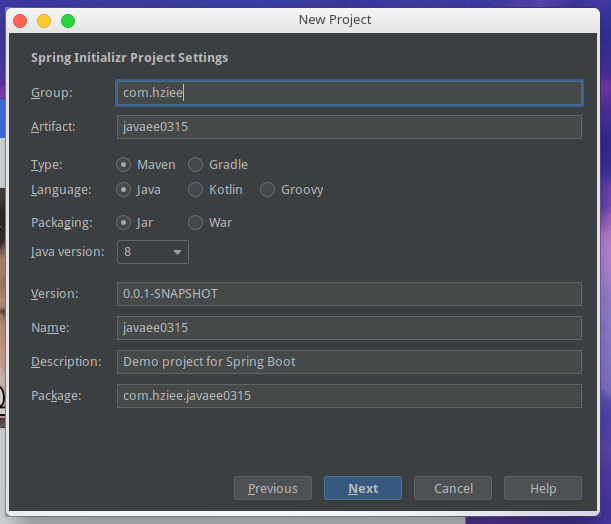 New Project
Spring Initializr Project Settings
Group: com.hziee
Artifact: javaee0315
Type: Maven Gradle
Language: Java Kotlin Groovy
Packaging: Jar War
Java version: 8
Version: 0.0.1-SNAPSHOT
Name: javaee0315
Description: Demo project for Spring Boot
Package: com.hziee.javaee0315
Previous Next Cancel Help